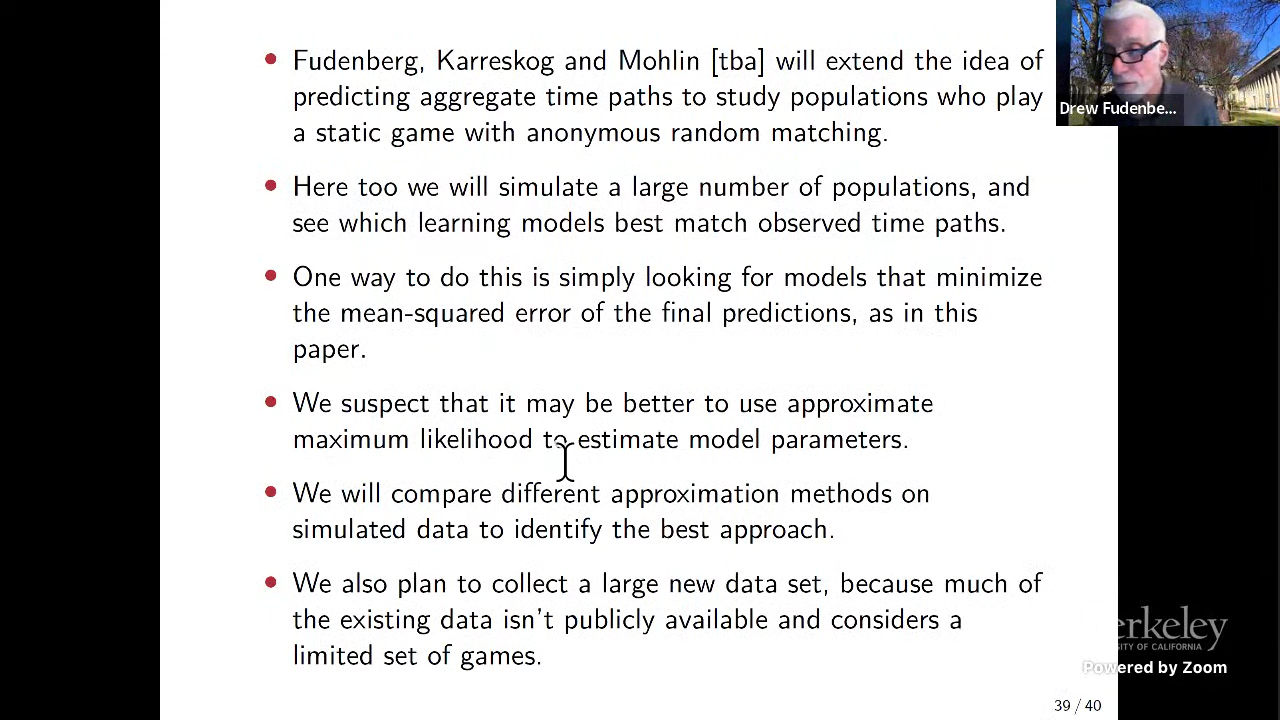 Fudenberg, Karreskog and Mohlin [tba] will extend the idea of
predicting aggregate time paths to study populations who play
a static game with anonymous random matching.
Here too we will simulate a large number of populations, and
see which learning models best match observed time paths.
One way to do this is simply looking for models that minimize
the mean-squared error of the final predictions, as in this
paper.
We suspect that it may be better to use approximate
maximum likelihood to estimate model parameters.
We will compare different approximation methods on
simulated data to identify the best approach.
We also plan to collect a large new data set, because much of
the existing data isn't publicly available and considers a
limited set of games.
39 / 40
Drew Fudenbe...
erkeley
SITY OF CALIFORNIA
Powered by Zoom